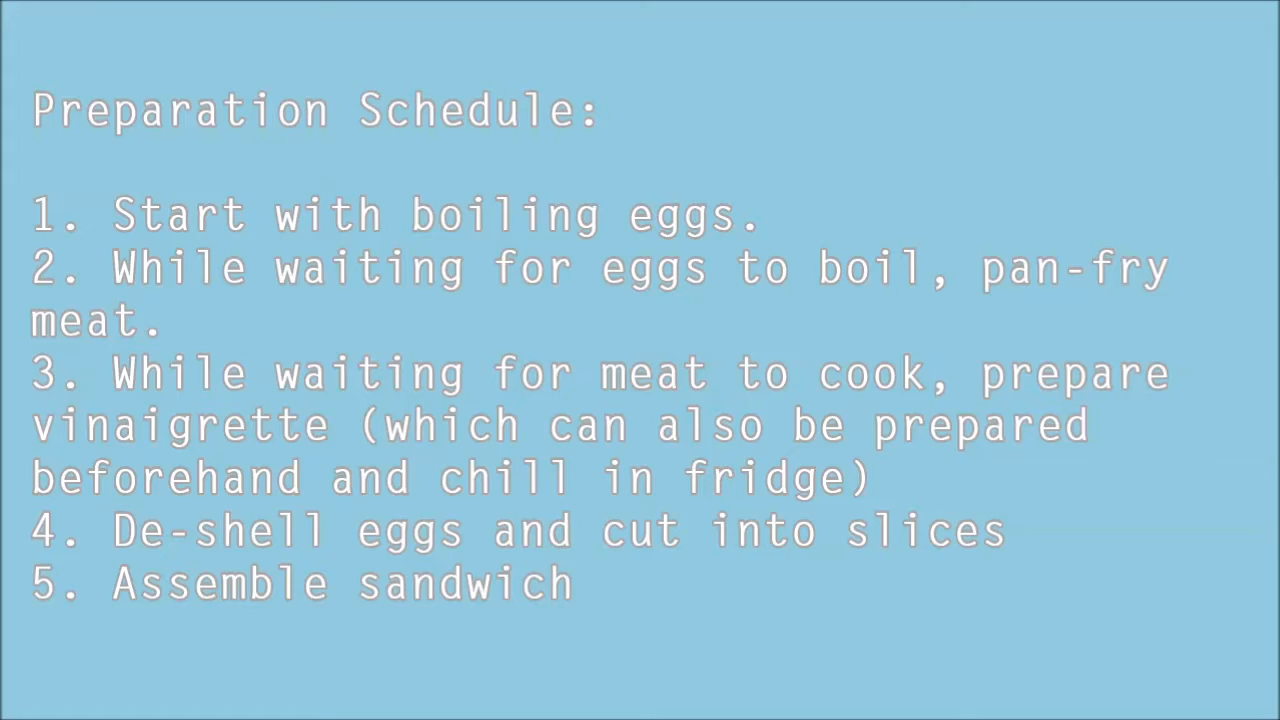 Preparation Schedule:
1. Start with boiling eggs.
2. While waiting for eggs to boil, pan-fry
meat.
3. While waiting for meat to cook, prepare
vinaigrette (which can also be prepared
beforehand and chill in fridge)
4. De-shell eggs and cut into slices
5. Assemble sandwich